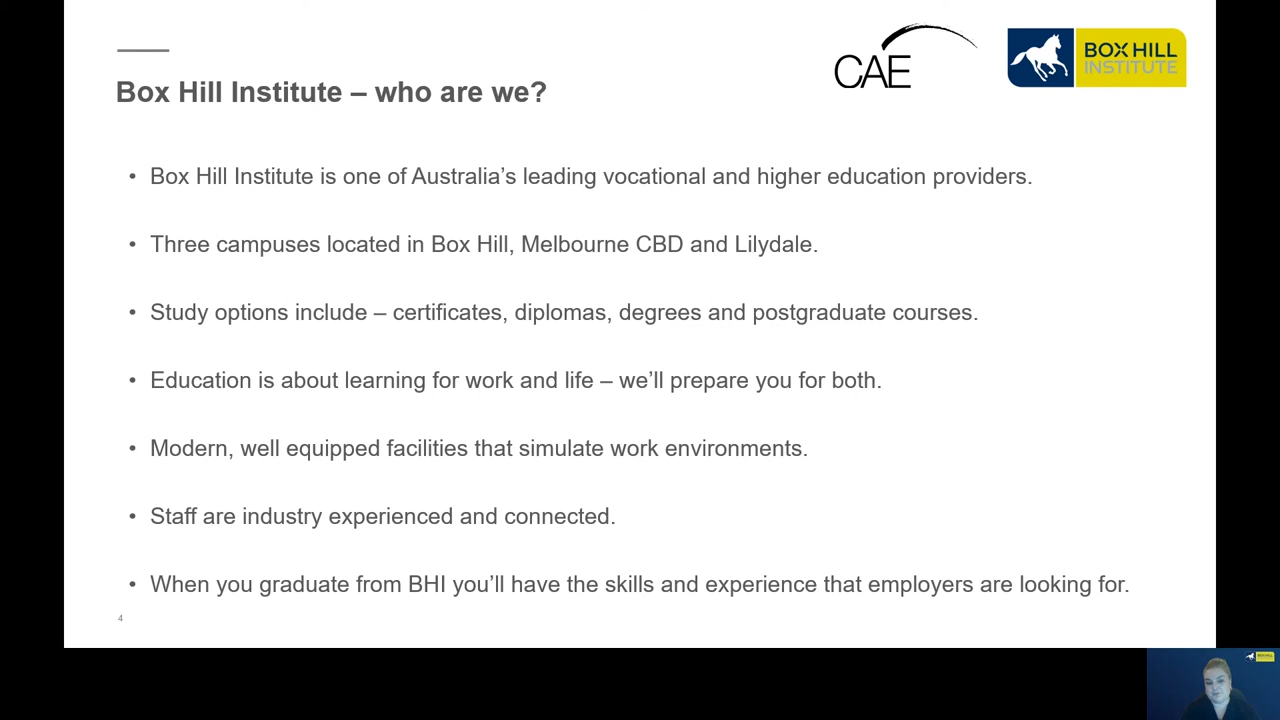 CAE
BOX HILL
INSTITUTE
Box Hill Institute – who are we?
• Box Hill Institute is one of Australia’s leading vocational and higher education providers.
• Three campuses located in Box Hill, Melbourne CBD and Lilydale.
• Study options include – certificates, diplomas, degrees and postgraduate courses.
• Education is about learning for work and life – we’ll prepare you for both.
• Modern, well equipped facilities that simulate work environments.
• Staff are industry experienced and connected.
• When you graduate from BHI you’ll have the skills and experience that employers are looking for.
4
BOX HILL